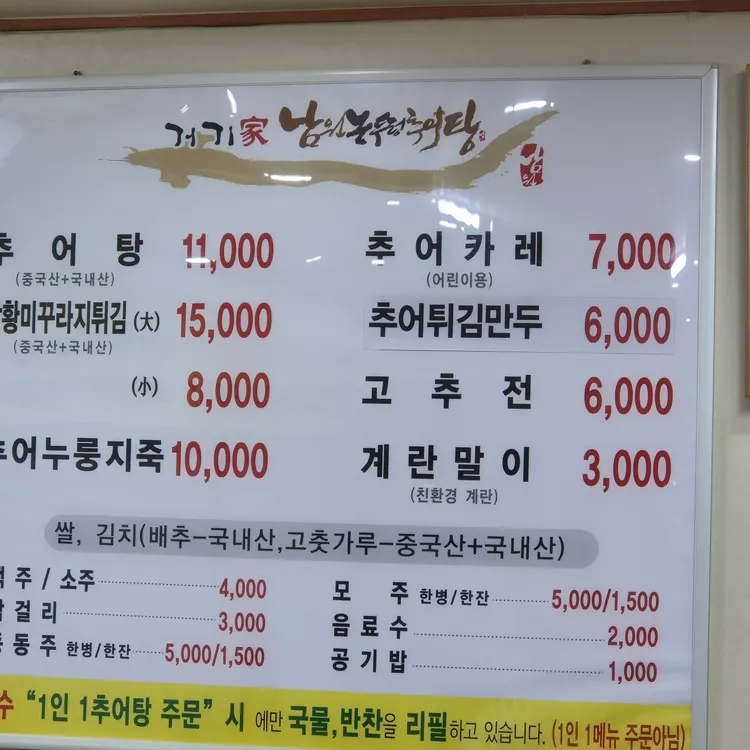 거기家 남원논두렁추어탕
남원
추 어 탕 11,000
(중국산+국내산)
황미꾸라지튀김 (大) 15,000
(중국산+국내산)
(小) 8,000
추어누룽지죽 10,000
추 어 카 레 7,000
(어린이용)
추어튀김만두 6,000
고 추 전 6,000
계 란 말 이 3,000
(친환경 계란)
쌀, 김치(배추-국내산,고춧가루-중국산+국내산)
맥 주 / 소주 4,000
막 걸 리 3,000
동 동 주 한병/한잔 5,000/1,500
모 주 한병/한잔 5,000/1,500
음 료 수 2,000
공 기 밥 1,000
수 "1인 1추어탕 주문" 시 에만 국물,반찬을 리필하고 있습니다. (1인 1메뉴 주문아님)